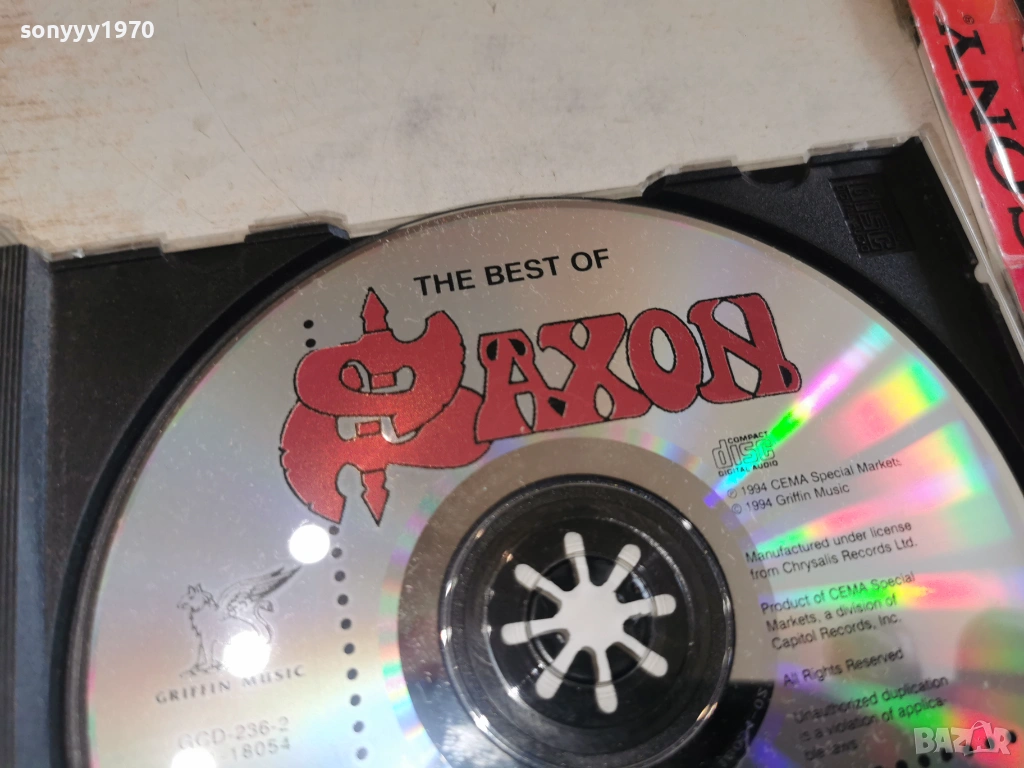 sonyyy1970
SONY
THE BEST OF
SAXON
COMPACT
disc
DIGITAL AUDIO
℗ 1994 CEMA Special Markets
© 1994 Griffin Music
Manufactured under license
from Chrysalis Records Ltd.
Product of CEMA Special
Markets, a division of
Capitol Records, Inc.
All Rights Reserved
Unauthorized duplication
is a violation of applica-
ble laws
GRIFFIN MUSIC
GCD-236-2
18054
BAZAR